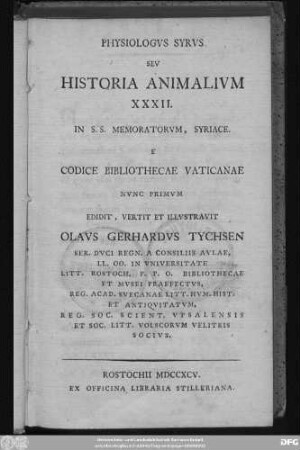 PHYSIOLOGVS SYRVS
SEV
HISTORIA ANIMALIVM
XXXII.
IN S.S. MEMORATORVM, SYRIACE.
E
CODICE BIBLIOTHECAE VATICANAE
NVNC PRIMVM
EDIDIT, VERTIT ET ILLVSTRAVIT
OLAVS GERHARDVS TYCHSEN
SER. DVCI REGN. A CONSILIIS AVLAE,
LL. OO. IN VNIVERSITATE
LITT. ROSTOCH. P. P. O. BIBLIOTHECAE
ET MVSEI PRAEFECTVS,
REG. ACAD. SVECANAE LITT. HVM. HIST.
ET ANTIQVITATVM,
REG. SOC. SCIENT. VPSALENSIS
ET SOC. LITT. VOLSCORVM VELITRIS
SOCIVS.
ROSTOCHII MDCCXCV.
EX OFFICINA LIBRARIA STILLERIANA.
DFG